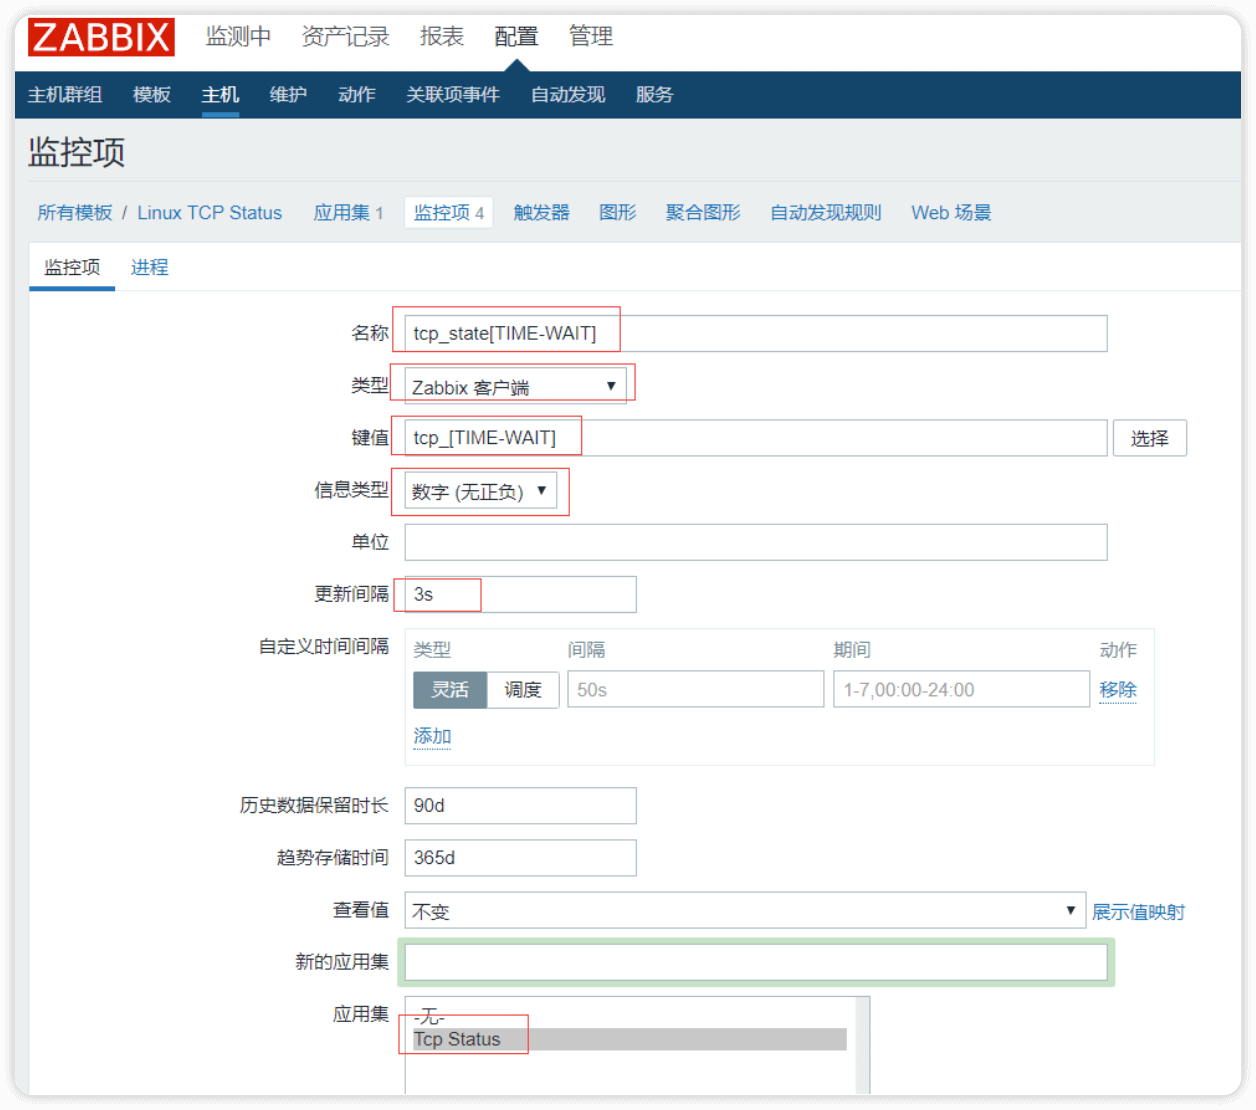 ZABBIX 监测中 资产记录 报表 配置 管理
主机群组 模板 主机 维护 动作 关联项事件 自动发现 服务
监控项
所有模板 / Linux TCP Status 应用集 1 监控项 4 触发器 图形 聚合图形 自动发现规则 Web 场景
监控项 进程
名称 tcp_state[TIME-WAIT]
类型 Zabbix 客户端
键值 tcp_[TIME-WAIT] 选择
信息类型 数字 (无正负)
单位
更新间隔 3s
自定义时间间隔 类型 间隔 期间 动作
灵活 调度 50s 1-7,00:00-24:00 移除
添加
历史数据保留时长 90d
趋势存储时间 365d
查看值 不变 展示值映射
新的应用集
应用集 -无-
Tcp Status